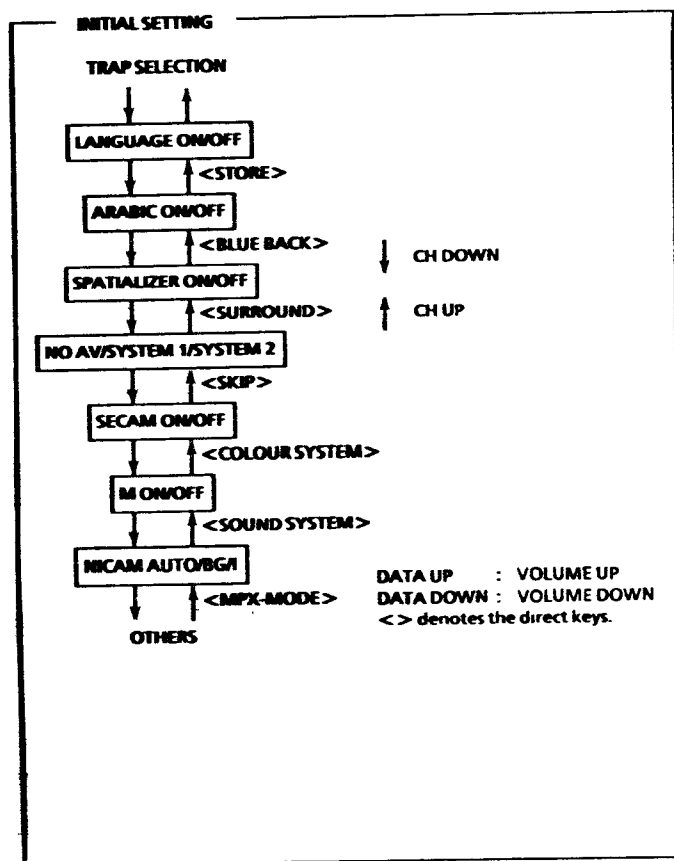 INITIAL SETTING
TRAP SELECTION
LANGUAGE ON/OFF
<STORE>
ARABIC ON/OFF
<BLUE BACK>
SPATIALIZER ON/OFF
<SURROUND>
NO AV/SYSTEM 1/SYSTEM 2
<SKIP>
SECAM ON/OFF
<COLOUR SYSTEM>
M ON/OFF
<SOUND SYSTEM>
NICAM AUTO/BG/I
<MPX-MODE>
OTHERS
CH DOWN
CH UP
DATA UP : VOLUME UP
DATA DOWN : VOLUME DOWN
<> denotes the direct keys.